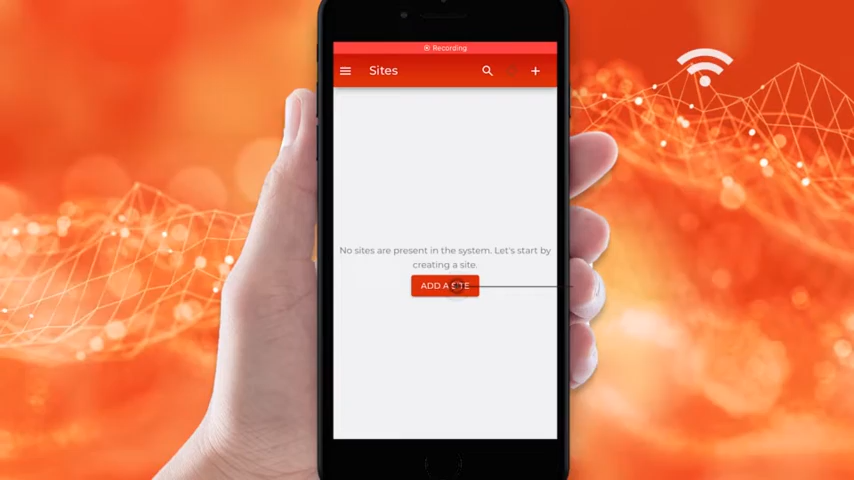 Recording
Sites
No sites are present in the system. Let's start by
creating a site.
ADD A SITE